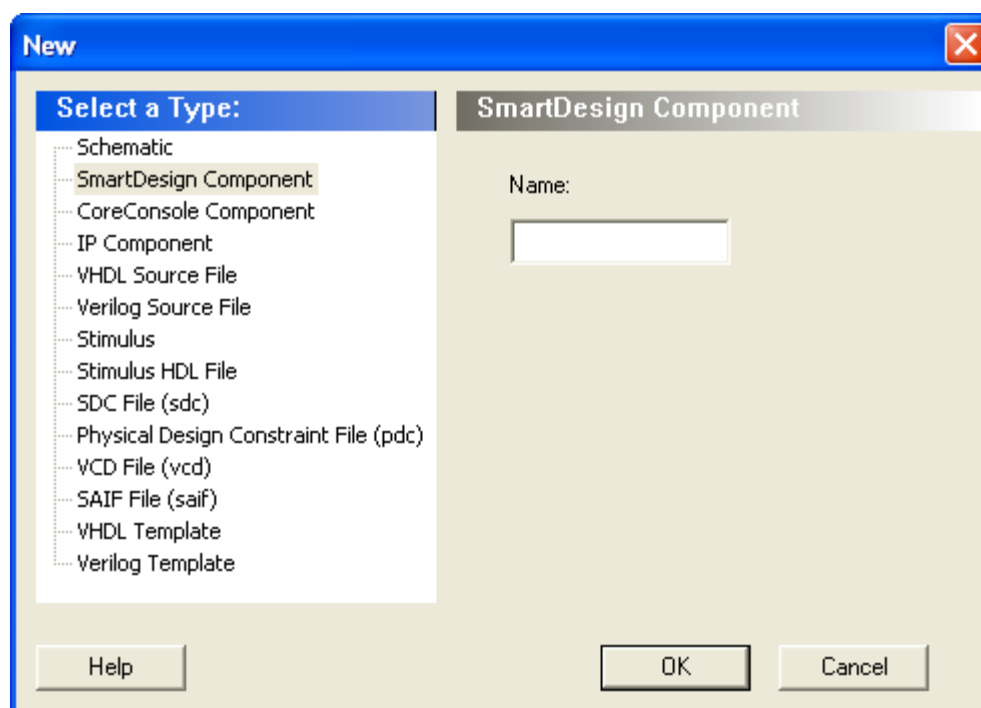 New
Select a Type:
Schematic
SmartDesign Component
CoreConsole Component
IP Component
VHDL Source File
Verilog Source File
Stimulus
Stimulus HDL File
SDC File (sdc)
Physical Design Constraint File (pdc)
VCD File (vcd)
SAIF File (saif)
VHDL Template
Verilog Template
SmartDesign Component
Name:
Help
OK
Cancel